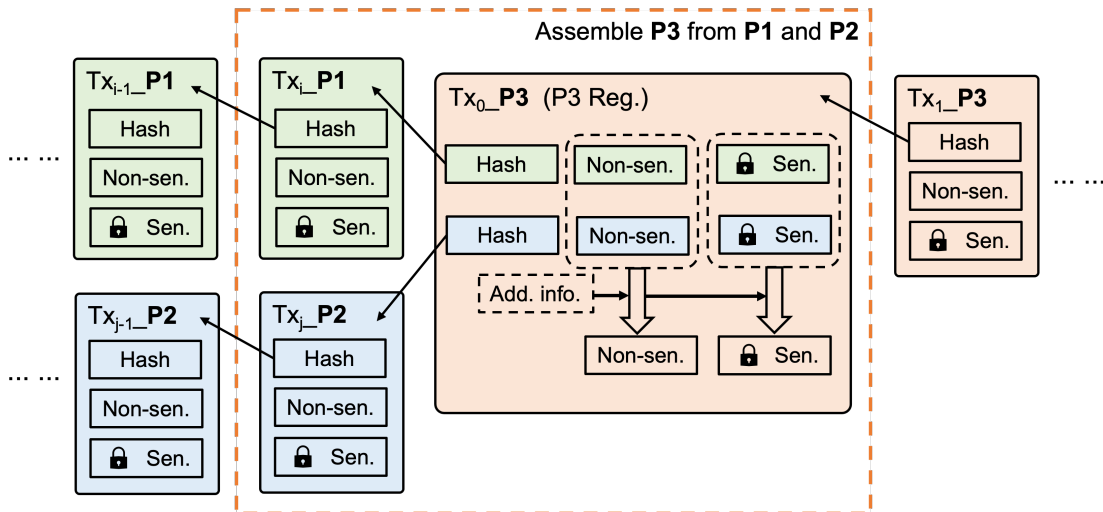 Assemble P3 from P1 and P2
Tx_{i-1}_P1
Hash
Non-sen.
Sen.
Tx_i_P1
Hash
Non-sen.
Sen.
Tx_0_P3 (P3 Reg.)
Hash
Non-sen.
Sen.
Hash
Non-sen.
Sen.
Add. info.
Non-sen.
Sen.
Tx_1_P3
Hash
Non-sen.
Sen.
... ...
... ...
Tx_{j-1}_P2
Hash
Non-sen.
Sen.
Tx_j_P2
Hash
Non-sen.
Sen.
... ...